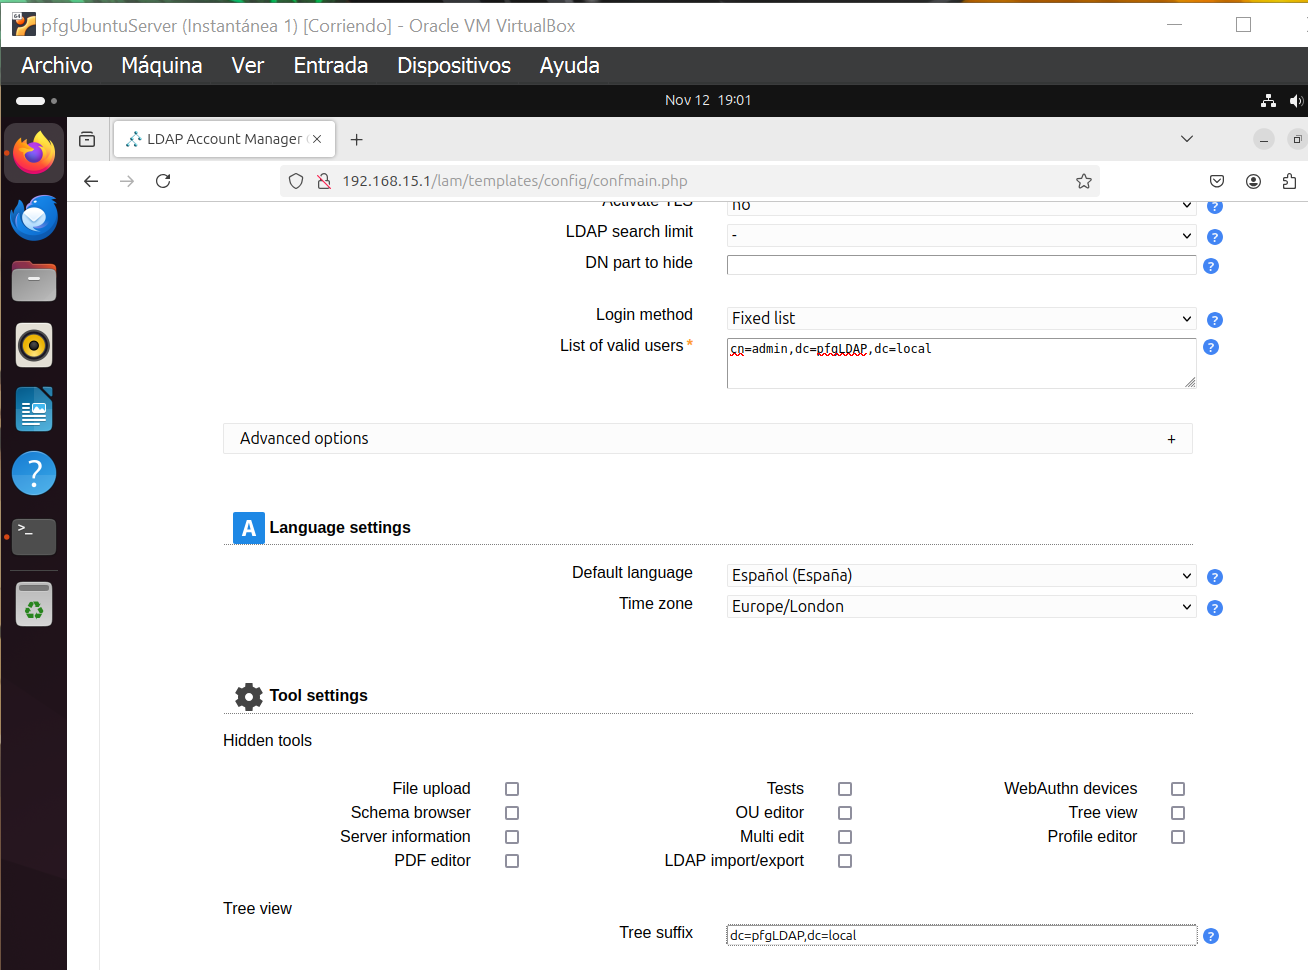 pfgUbuntuServer (Instantánea 1) [Corriendo] - Oracle VM VirtualBox
Archivo Máquina Ver Entrada Dispositivos Ayuda
Nov 12 19:01
LDAP Account Manager
192.168.15.1/lam/templates/config/confmain.php
Activate TLS no
LDAP search limit -
DN part to hide
Login method Fixed list
List of valid users* cn=admin,dc=pfgLDAP,dc=local
Advanced options +
A Language settings
Default language Español (España)
Time zone Europe/London
Tool settings
Hidden tools
File upload Tests WebAuthn devices
Schema browser OU editor Tree view
Server information Multi edit Profile editor
PDF editor LDAP import/export
Tree view
Tree suffix dc=pfgLDAP,dc=local